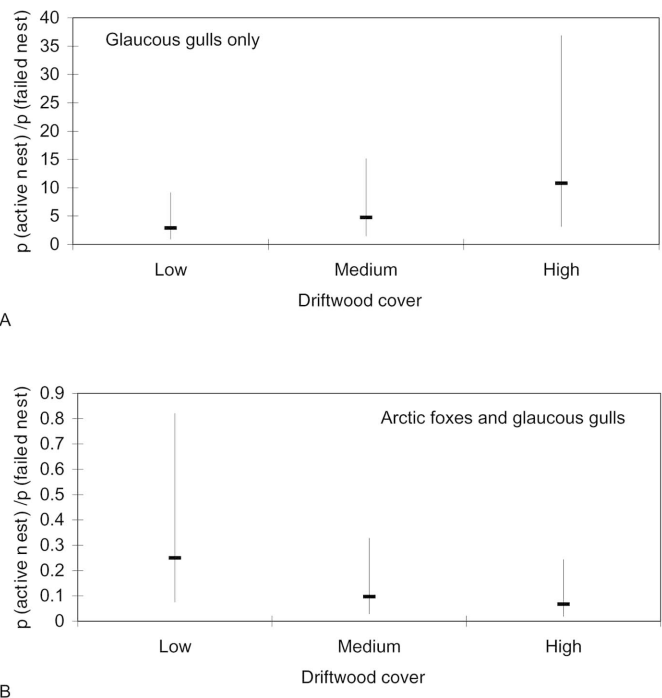 40
35
30
25
20
15
10
5
0
p (active nest) /p (failed nest)
Glaucous gulls only
Low Medium High
Driftwood cover
A
0.9
0.8
0.7
0.6
0.5
0.4
0.3
0.2
0.1
0
p (active nest) /p (failed nest)
Arctic foxes and glaucous gulls
Low Medium High
Driftwood cover
B